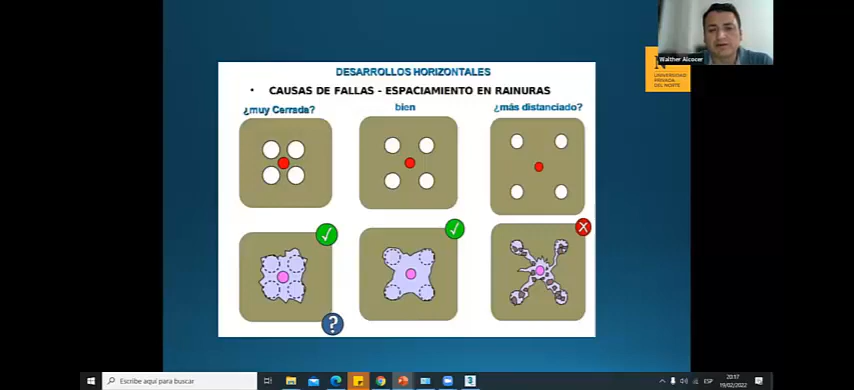 DESARROLLOS HORIZONTALES
• CAUSAS DE FALLAS - ESPACIAMIENTO EN RAINURAS
¿muy Cerrada?
bien
¿más distanciado?
?
Walther Alcocer
N
UNIVERSIDAD
PRIVADA
DEL NORTE
Escribe aquí para buscar
ESP
20:17
19/02/2022